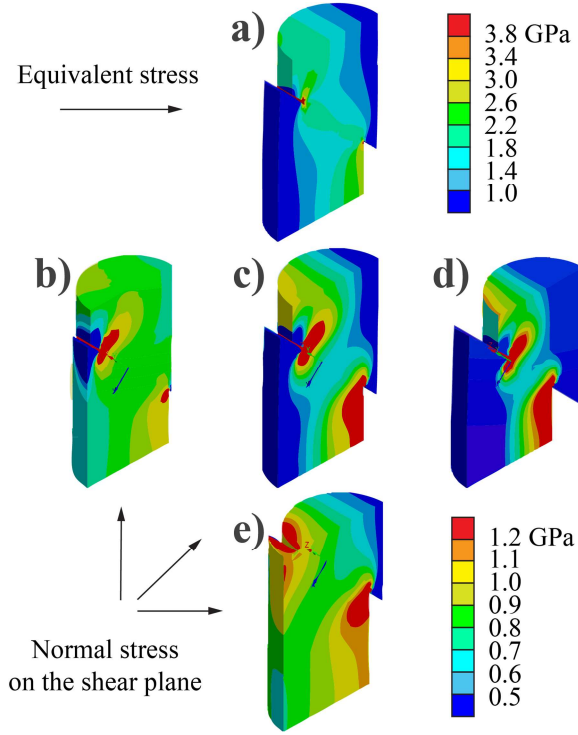 a)
Equivalent stress
3.8 GPa
3.4
3.0
2.6
2.2
1.8
1.4
1.0
b)
c)
d)
e)
Z
Normal stress
on the shear plane
1.2 GPa
1.1
1.0
0.9
0.8
0.7
0.6
0.5